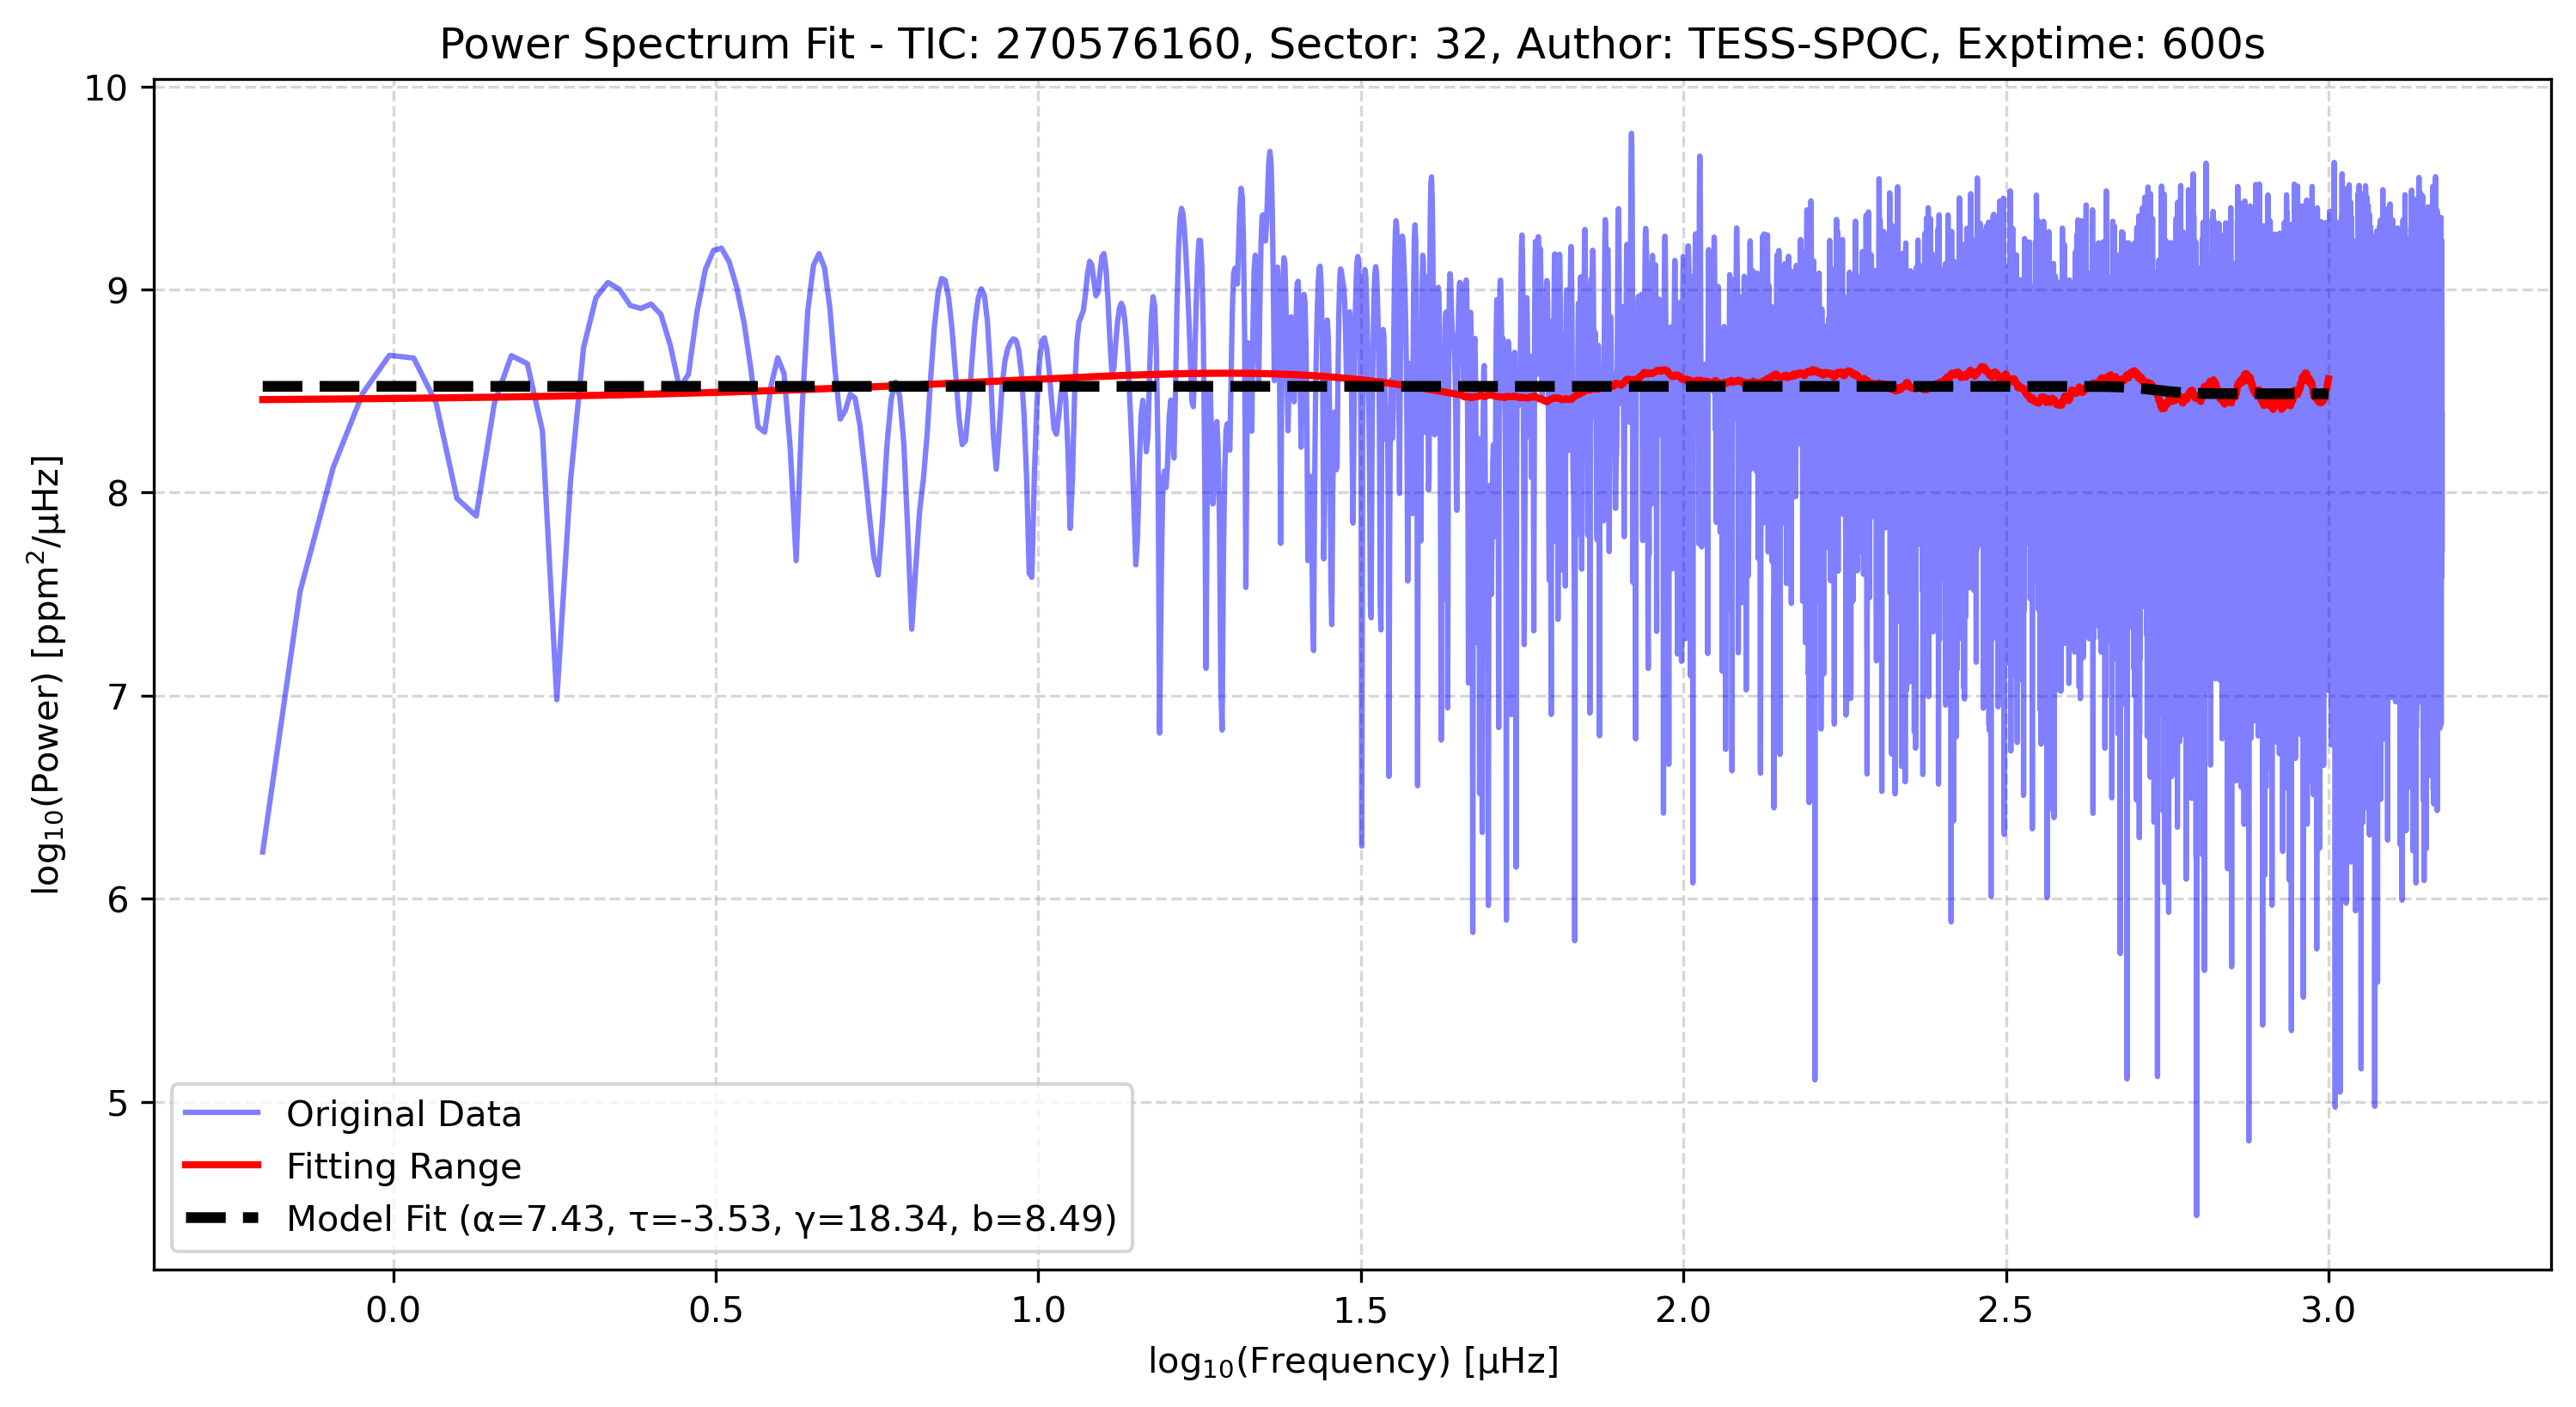 Power Spectrum Fit - TIC: 270576160, Sector: 32, Author: TESS-SPOC, Exptime: 600s
10
9
8
7
6
5
log₁₀(Power) [ppm²/μHz]
Original Data
Fitting Range
Model Fit (α=7.43, τ=-3.53, γ=18.34, b=8.49)
0.0 0.5 1.0 1.5 2.0 2.5 3.0
log₁₀(Frequency) [μHz]